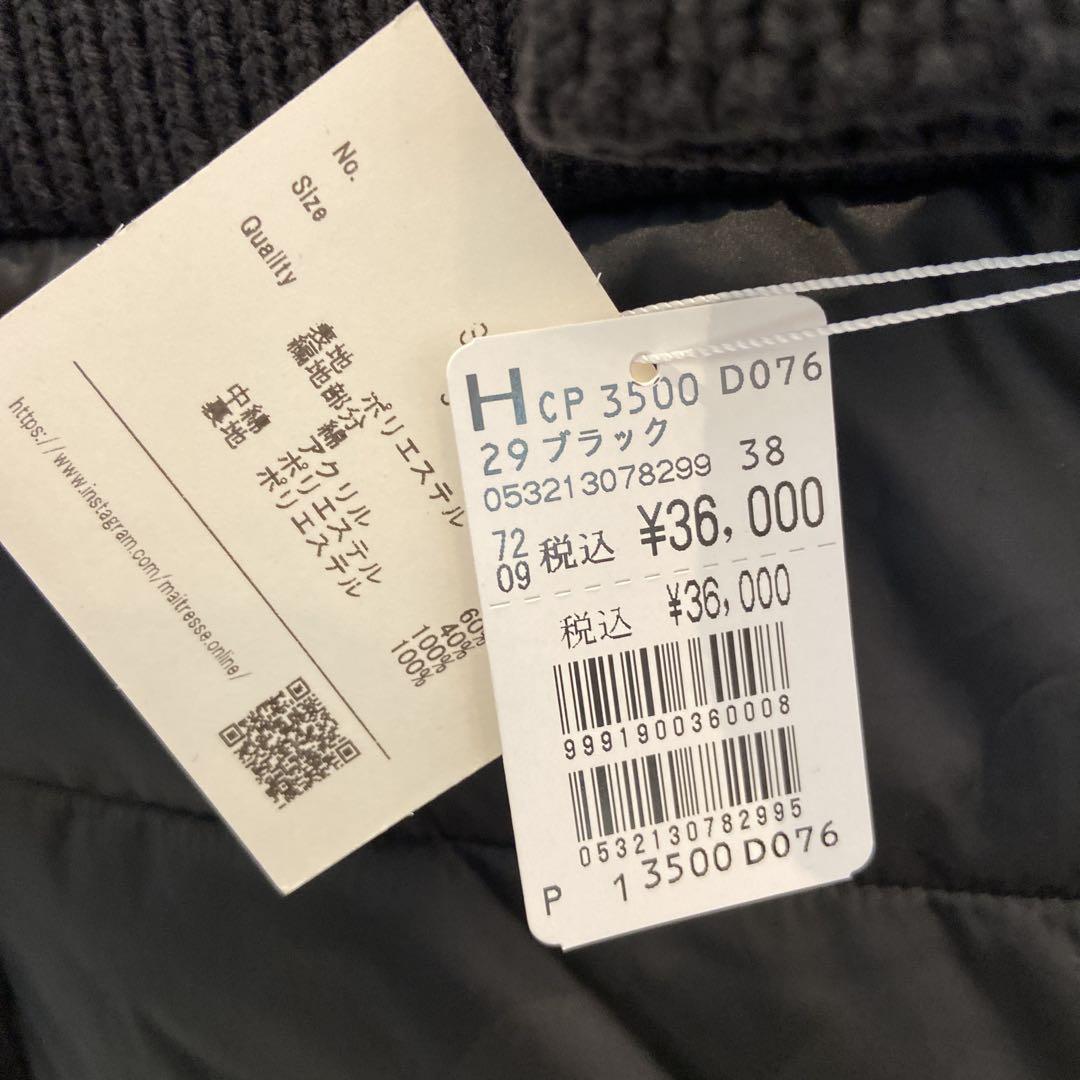 No.
Size
Quality
表地 ポリエステル
編地部分 綿 60%
アクリル 40%
中綿 ポリエステル 100%
裏地 ポリエステル 100%
https://www.instagram.com/maitresse.online/
H CP 3500 D076
29 ブラック
053213078299 38
72
09 税込 ¥36,000
税込 ¥36,000
9991900360008
0532130782995
P 1 3500 D076